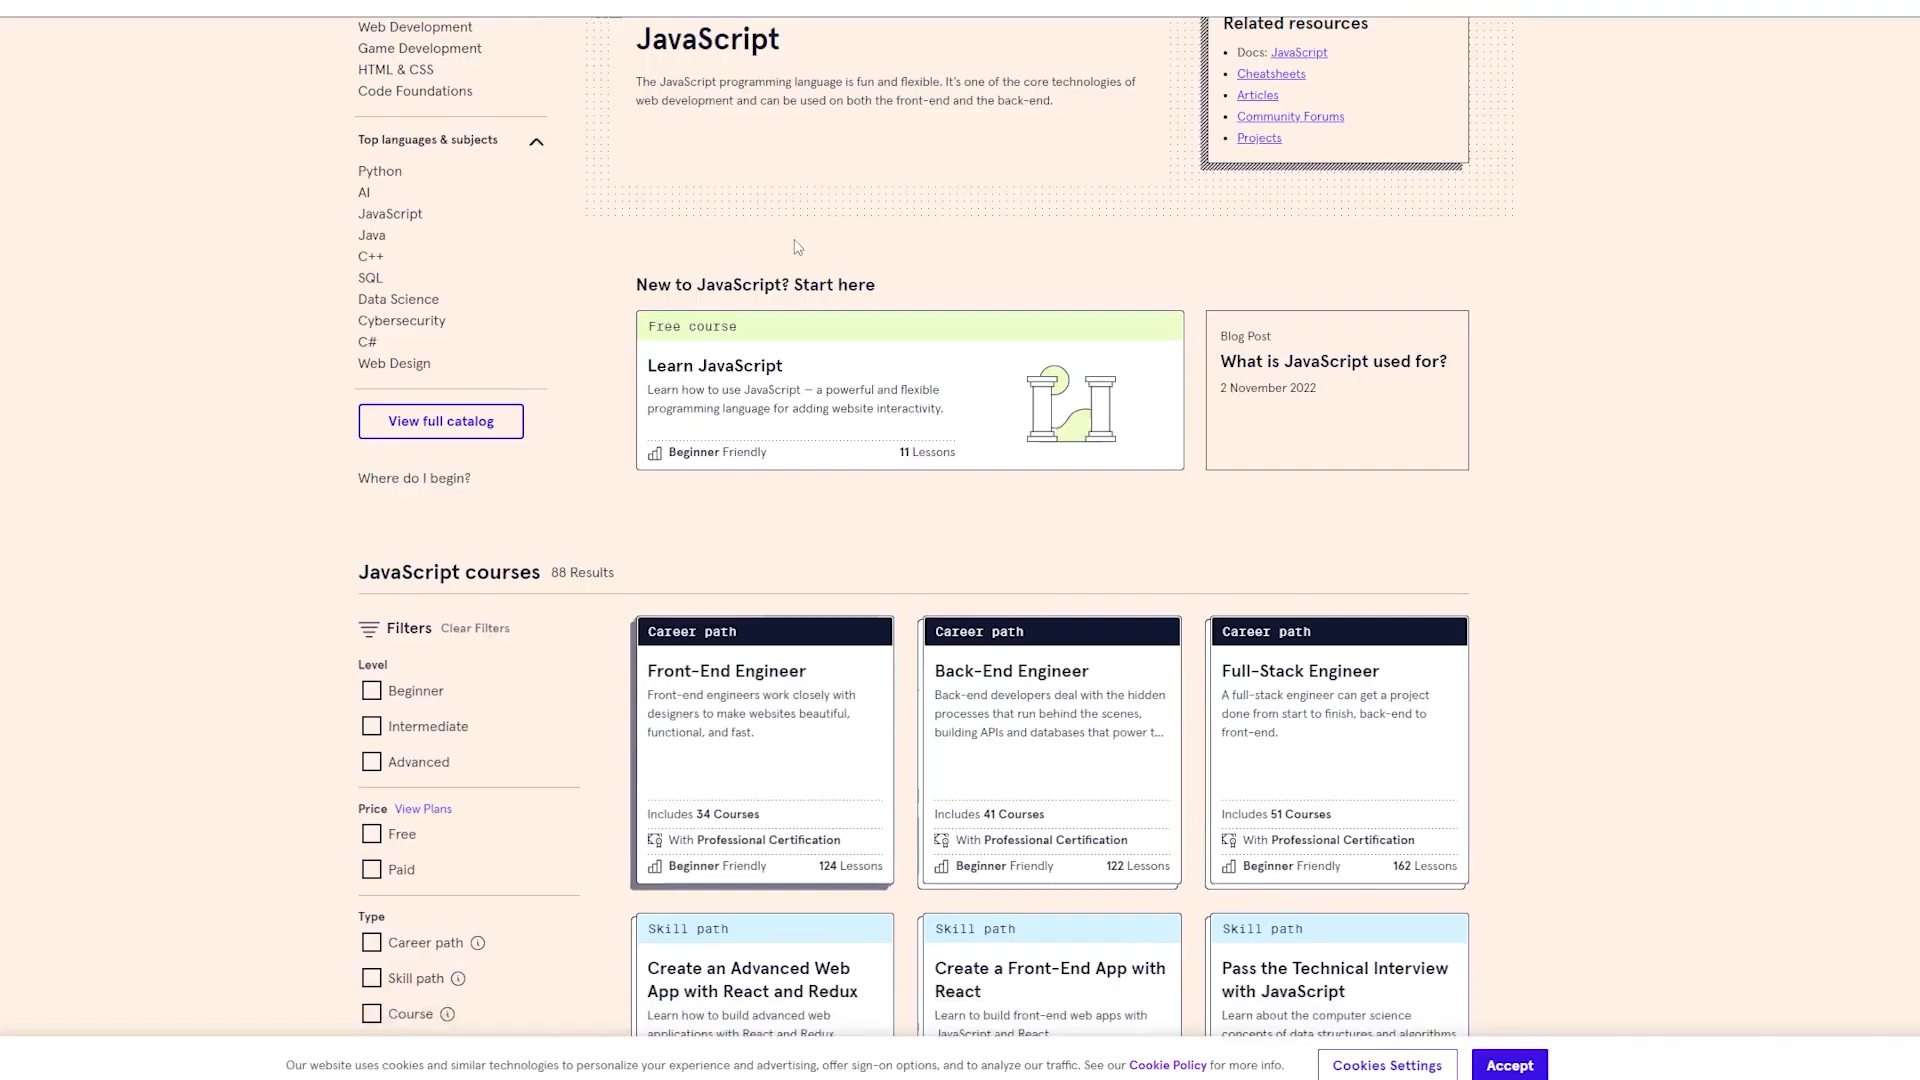 Web Development
Game Development
HTML & CSS
Code Foundations
Top languages & subjects
Python
AI
JavaScript
Java
C++
SQL
Data Science
Cybersecurity
C#
Web Design
View full catalog
Where do I begin?
JavaScript
The JavaScript programming language is fun and flexible. It’s one of the core technologies of
web development and can be used on both the front-end and the back-end.
Related resources
Docs: JavaScript
Cheatsheets
Articles
Community Forums
Projects
New to JavaScript? Start here
Free course
Learn JavaScript
Learn how to use JavaScript — a powerful and flexible
programming language for adding website interactivity.
Beginner Friendly
11 Lessons
Blog Post
What is JavaScript used for?
2 November 2022
JavaScript courses 88 Results
Filters Clear Filters
Level
Beginner
Intermediate
Advanced
Price View Plans
Free
Paid
Type
Career path
Skill path
Course
Career path
Front-End Engineer
Front-end engineers work closely with
designers to make websites beautiful,
functional, and fast.
Includes 34 Courses
With Professional Certification
Beginner Friendly
124 Lessons
Career path
Back-End Engineer
Back-end developers deal with the hidden
processes that run behind the scenes,
building APIs and databases that power t...
Includes 41 Courses
With Professional Certification
Beginner Friendly
122 Lessons
Career path
Full-Stack Engineer
A full-stack engineer can get a project
done from start to finish, back-end to
front-end.
Includes 51 Courses
With Professional Certification
Beginner Friendly
162 Lessons
Skill path
Create an Advanced Web
App with React and Redux
Learn how to build advanced web
applications with React and Redux
Skill path
Create a Front-End App with
React
Learn to build front-end web apps with
JavaScript and React
Skill path
Pass the Technical Interview
with JavaScript
Learn about the computer science
concepts of data structures and algorithms
Our website uses cookies and similar technologies to personalize your experience and advertising, offer sign-on options, and to analyze our traffic. See our Cookie Policy for more info.
Cookies Settings
Accept